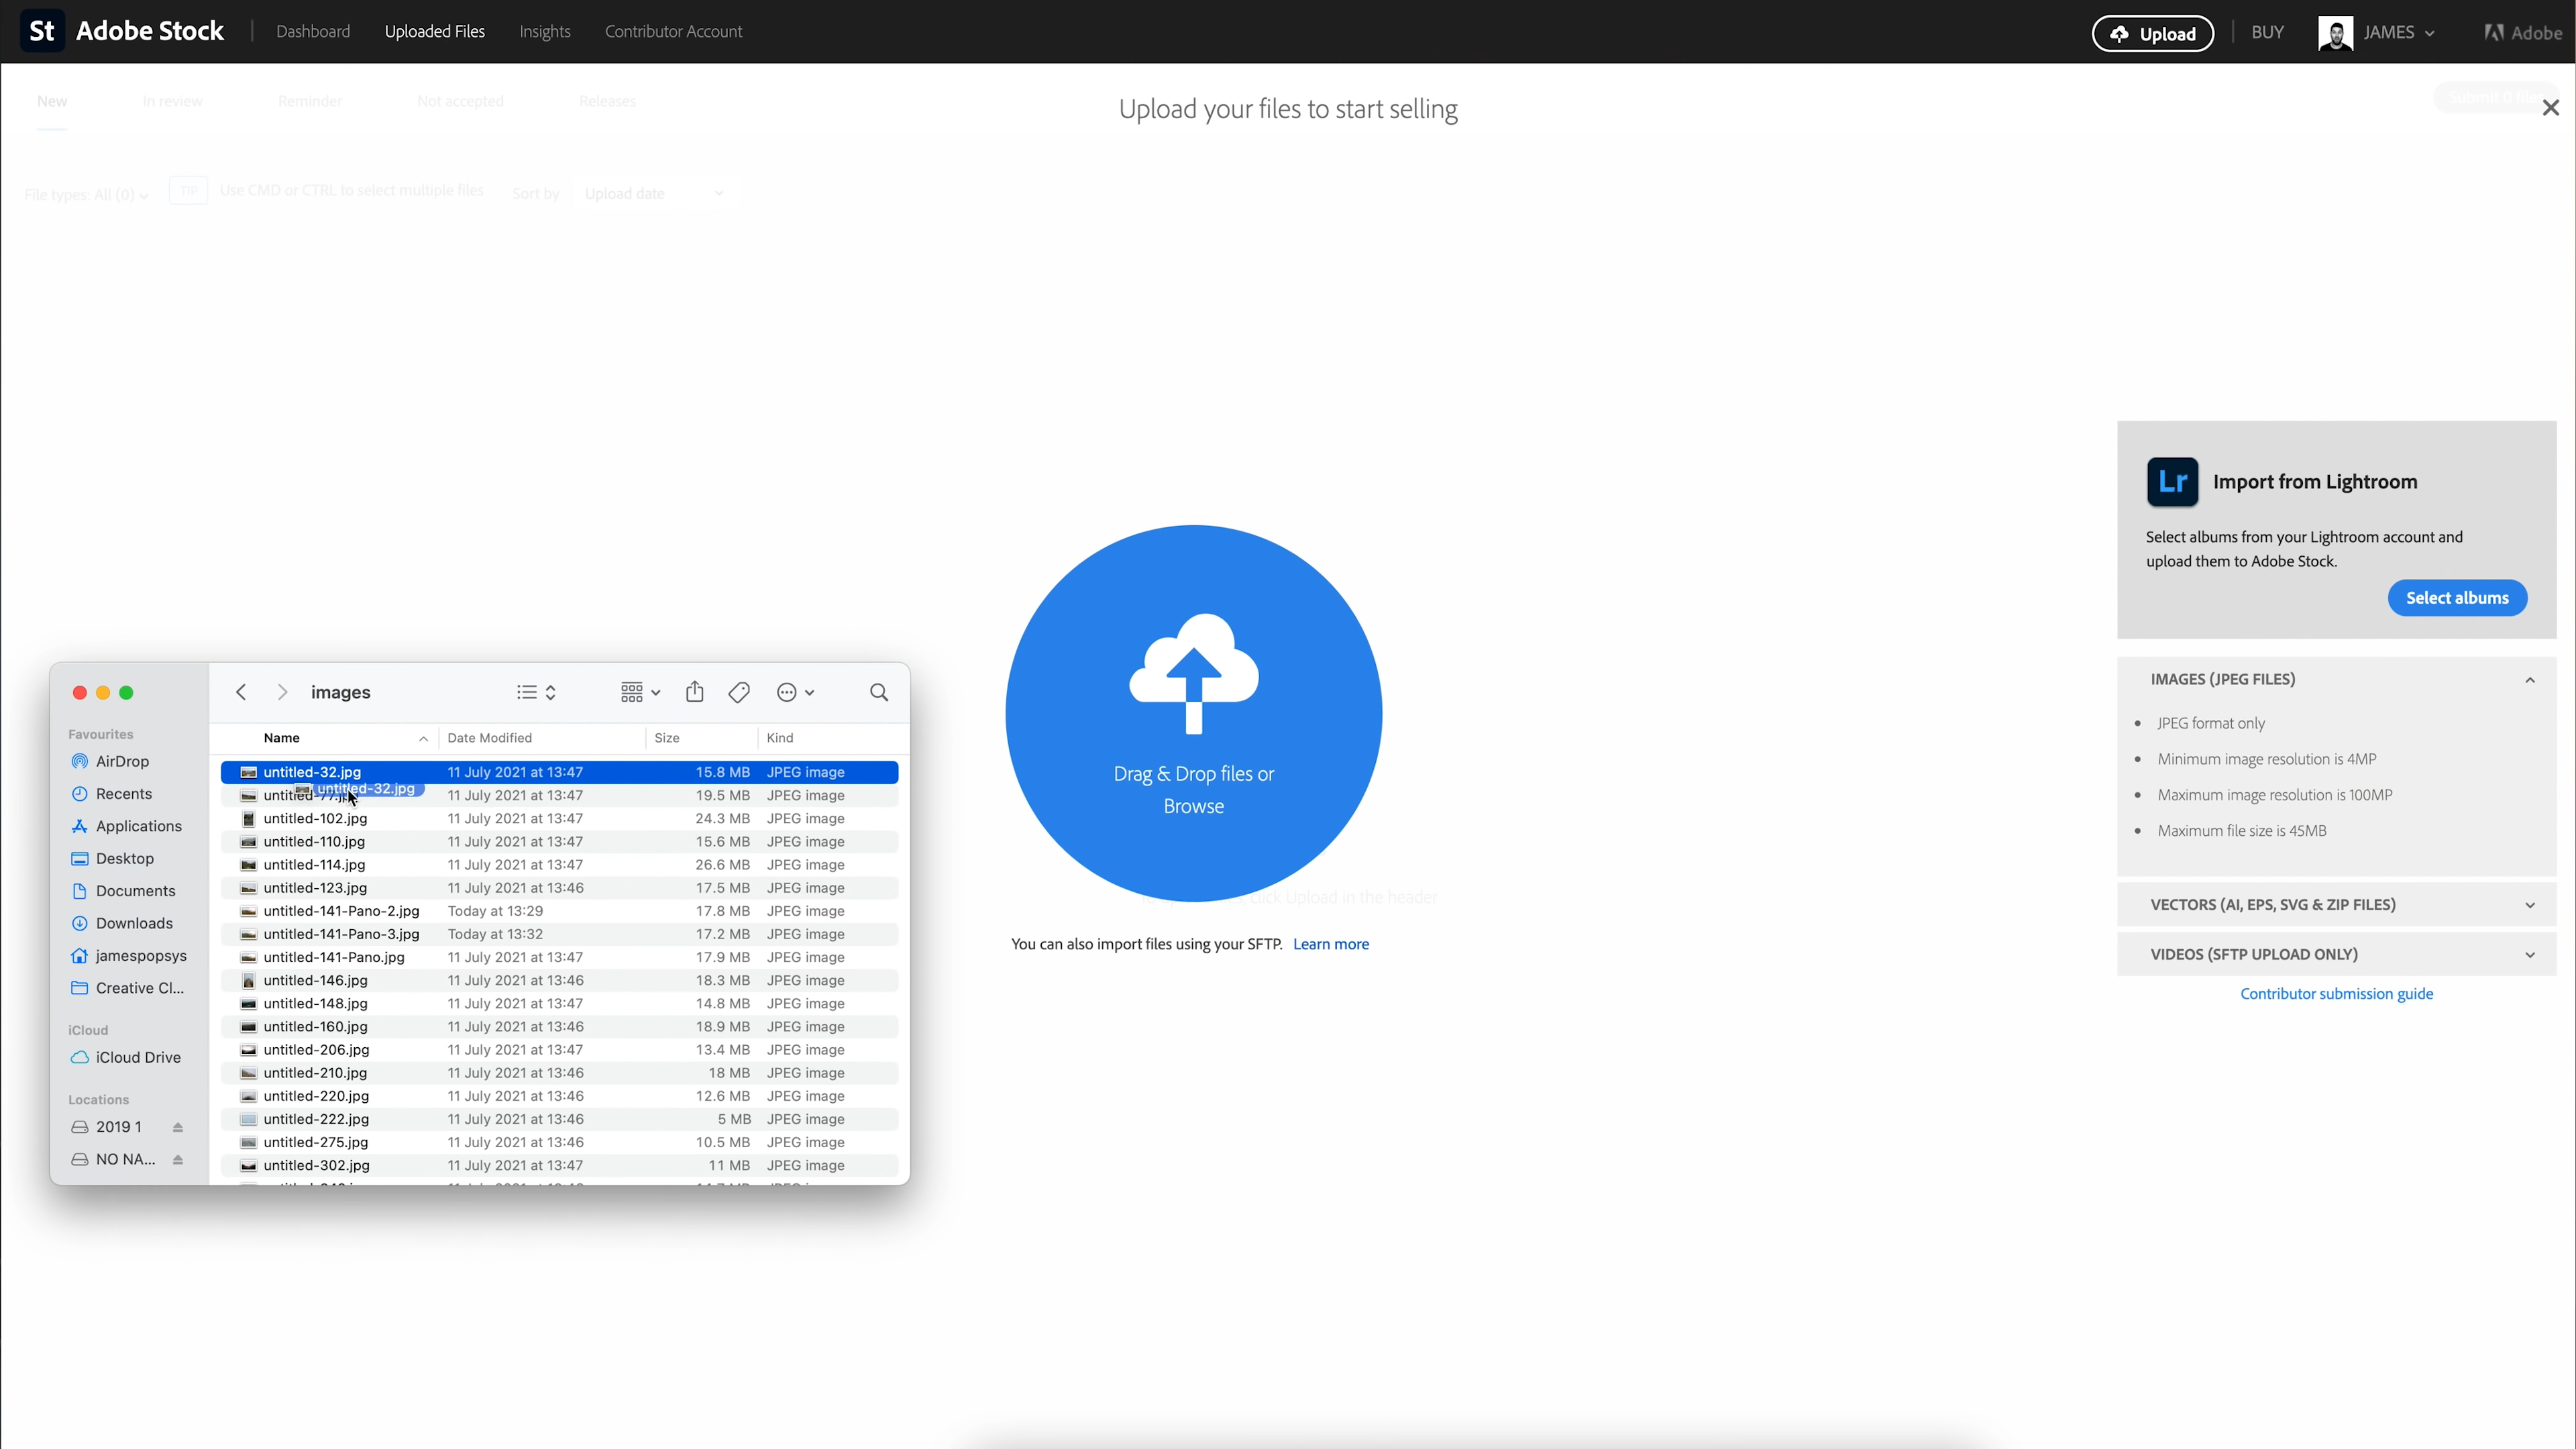 St Adobe Stock Dashboard Uploaded Files Insights Contributor Account Upload BUY JAMES Adobe
New In review Reminder Not accepted Releases
Upload your files to start selling
File types: All (0) TIP Use CMD or CTRL to select multiple files Sort by Upload date
Lr Import from Lightroom
Select albums from your Lightroom account and
upload them to Adobe Stock.
Select albums
IMAGES (JPEG FILES)
JPEG format only
Minimum image resolution is 4MP
Maximum image resolution is 100MP
Maximum file size is 45MB
VECTORS (AI, EPS, SVG & ZIP FILES)
VIDEOS (SFTP UPLOAD ONLY)
Contributor submission guide
Drag & Drop files or
Browse
click Upload in the header
You can also import files using your SFTP. Learn more
images
Favourites
AirDrop
Recents
Applications
Desktop
Documents
Downloads
jamespopsys
Creative Cl...
iCloud
iCloud Drive
Locations
2019 1
NO NA...
Name Date Modified Size Kind
untitled-32.jpg 11 July 2021 at 13:47 15.8 MB JPEG image
untitled-32.jpg
11 July 2021 at 13:47 19.5 MB JPEG image
untitled-102.jpg 11 July 2021 at 13:47 24.3 MB JPEG image
untitled-110.jpg 11 July 2021 at 13:47 15.6 MB JPEG image
untitled-114.jpg 11 July 2021 at 13:47 26.6 MB JPEG image
untitled-123.jpg 11 July 2021 at 13:46 17.5 MB JPEG image
untitled-141-Pano-2.jpg Today at 13:29 17.8 MB JPEG image
untitled-141-Pano-3.jpg Today at 13:32 17.2 MB JPEG image
untitled-141-Pano.jpg 11 July 2021 at 13:47 17.9 MB JPEG image
untitled-146.jpg 11 July 2021 at 13:46 18.3 MB JPEG image
untitled-148.jpg 11 July 2021 at 13:47 14.8 MB JPEG image
untitled-160.jpg 11 July 2021 at 13:46 18.9 MB JPEG image
untitled-206.jpg 11 July 2021 at 13:47 13.4 MB JPEG image
untitled-210.jpg 11 July 2021 at 13:46 18 MB JPEG image
untitled-220.jpg 11 July 2021 at 13:46 12.6 MB JPEG image
untitled-222.jpg 11 July 2021 at 13:46 5 MB JPEG image
untitled-275.jpg 11 July 2021 at 13:46 10.5 MB JPEG image
untitled-302.jpg 11 July 2021 at 13:47 11 MB JPEG image